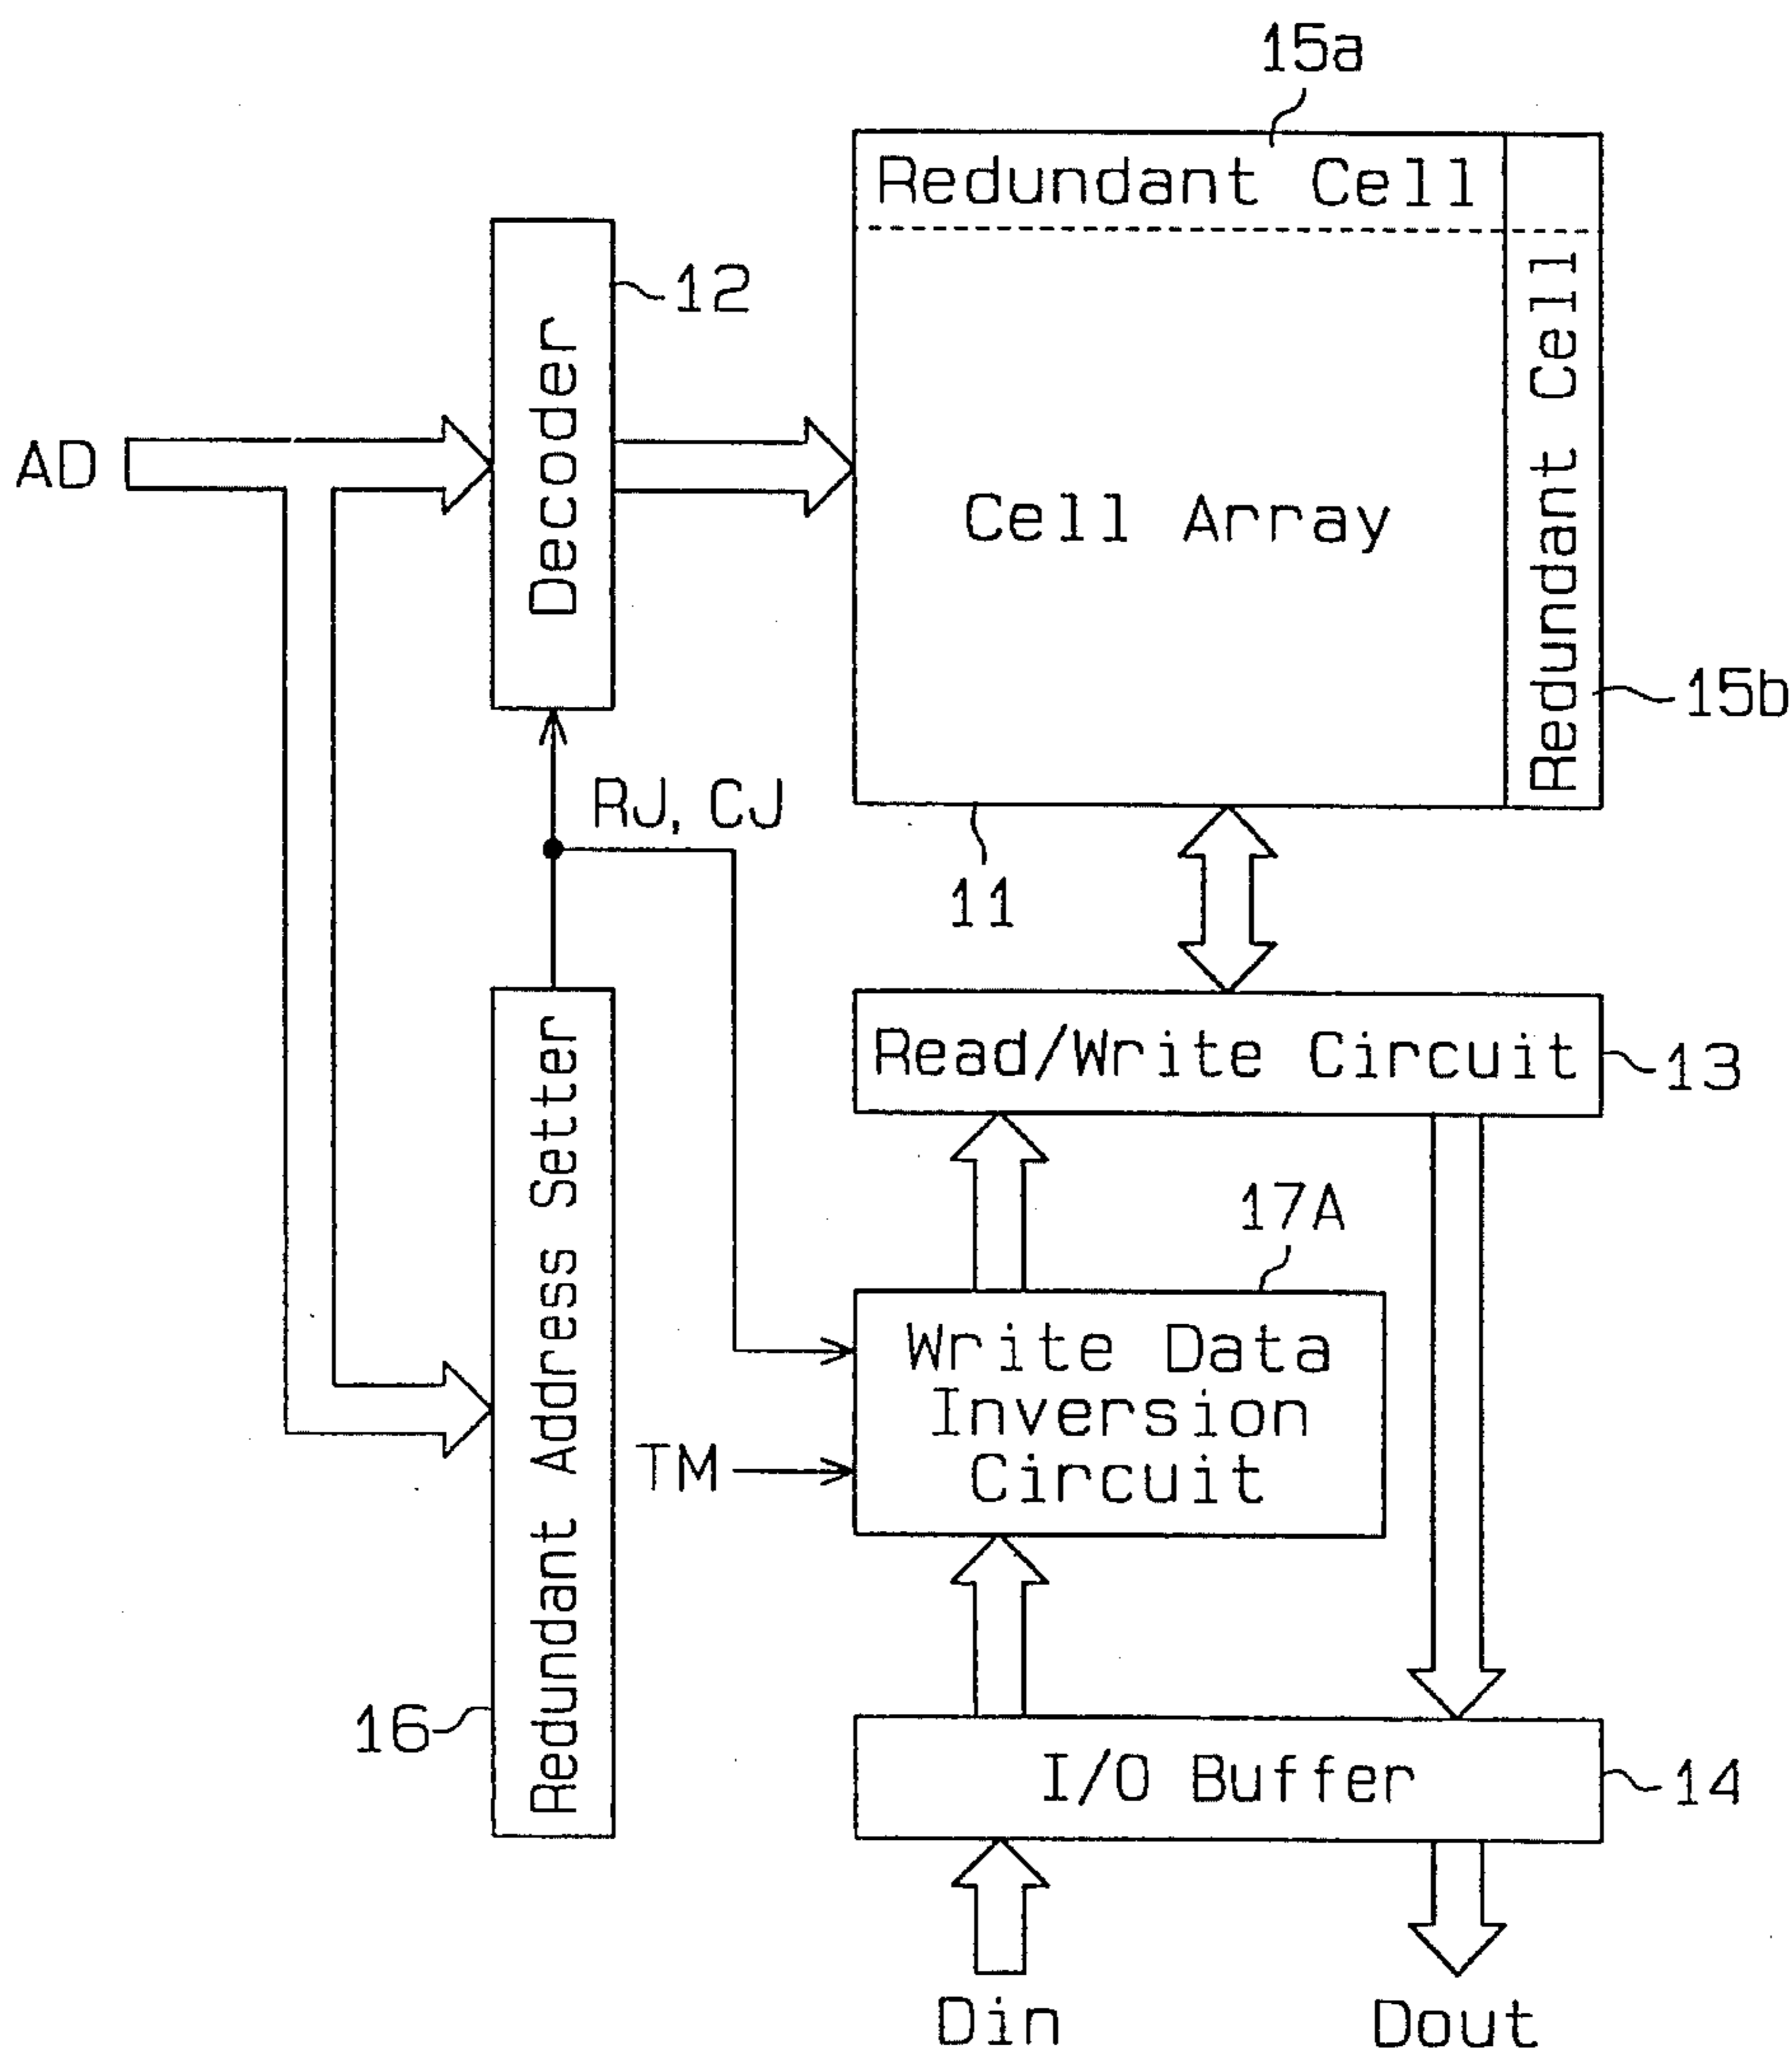 15a
Redundant Cell
12
Decoder
AD
Cell Array
Redundant Cell
15b
RJ, CJ
11
Read/Write Circuit
13
17A
Redundant Address Setter
Write Data
Inversion
Circuit
TM
16
I/O Buffer
14
Din
Dout